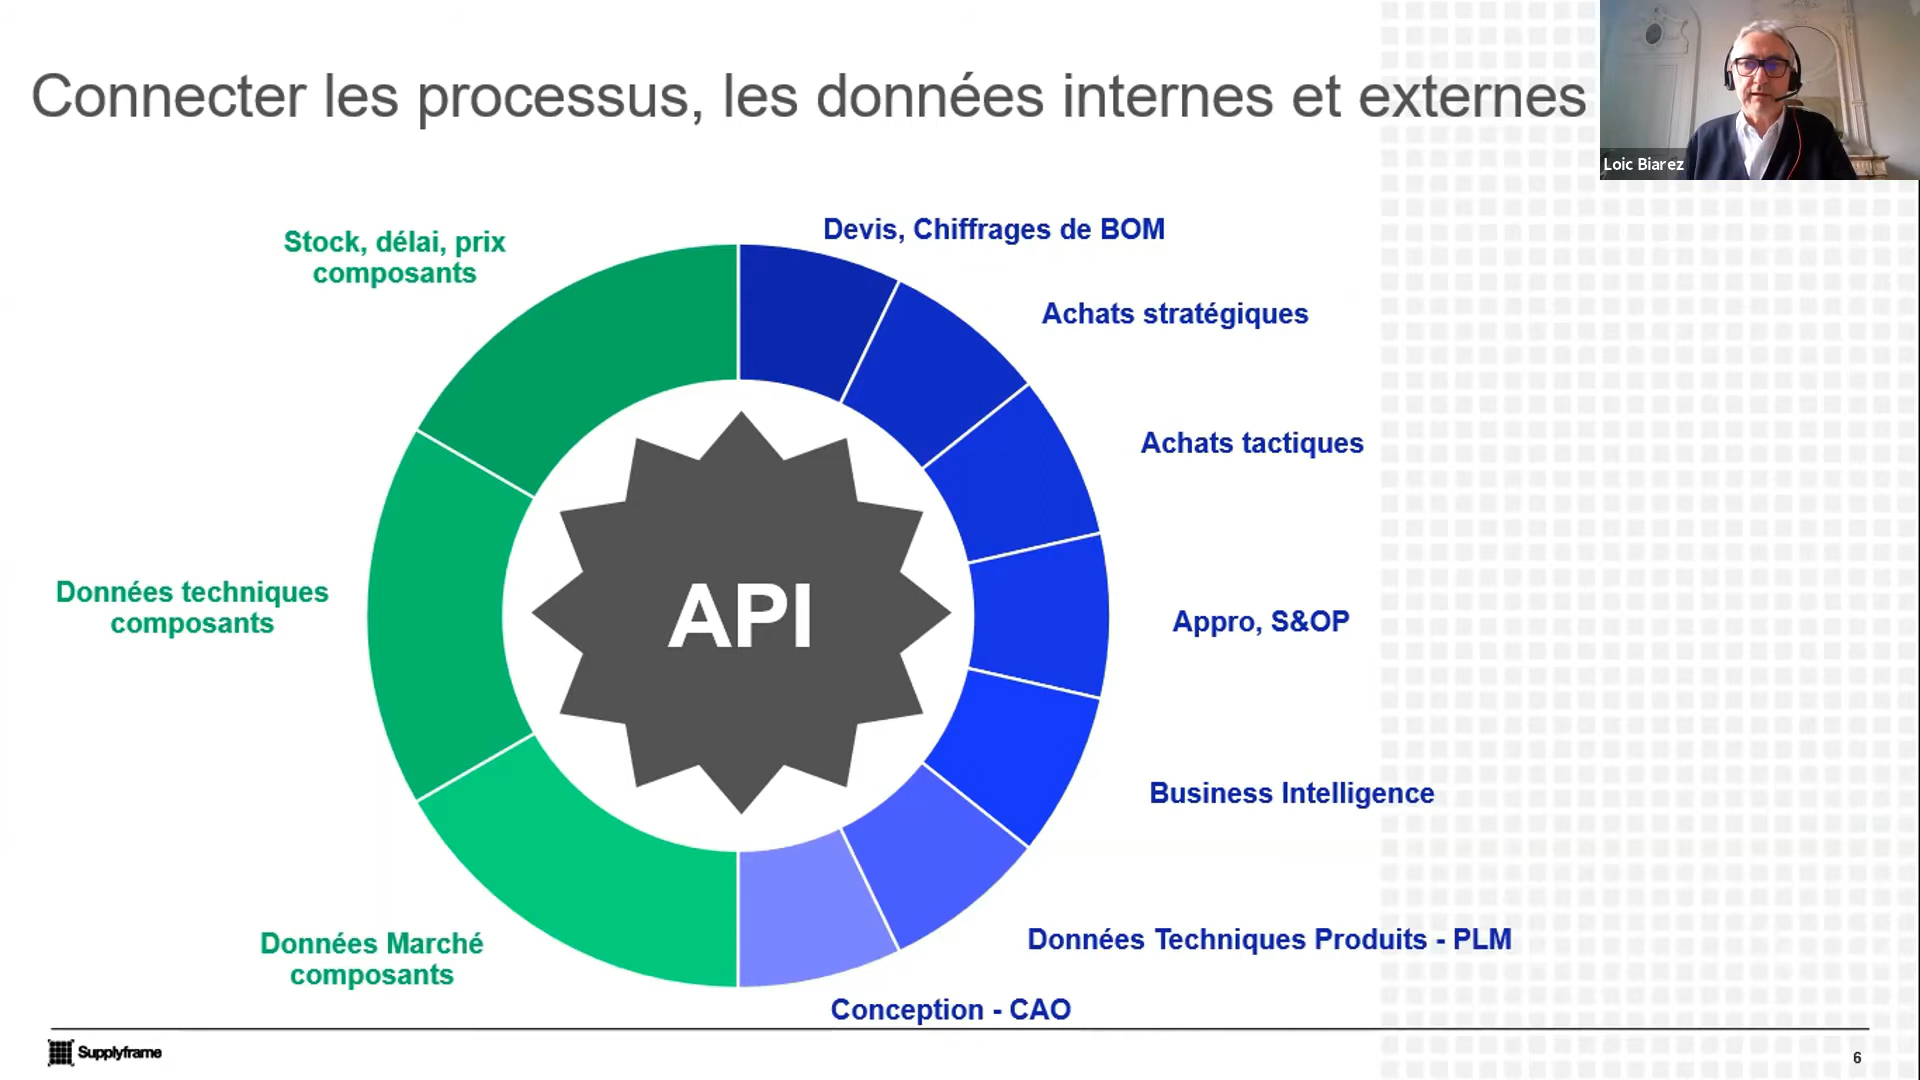 Connecter les processus, les données internes et externes
Loic Biarez
Stock, délai, prix
composants
Devis, Chiffrages de BOM
Achats stratégiques
Achats tactiques
Données techniques
composants
API
Appro, S&OP
Business Intelligence
Données Marché
composants
Données Techniques Produits - PLM
Conception - CAO
Supplyframe
6